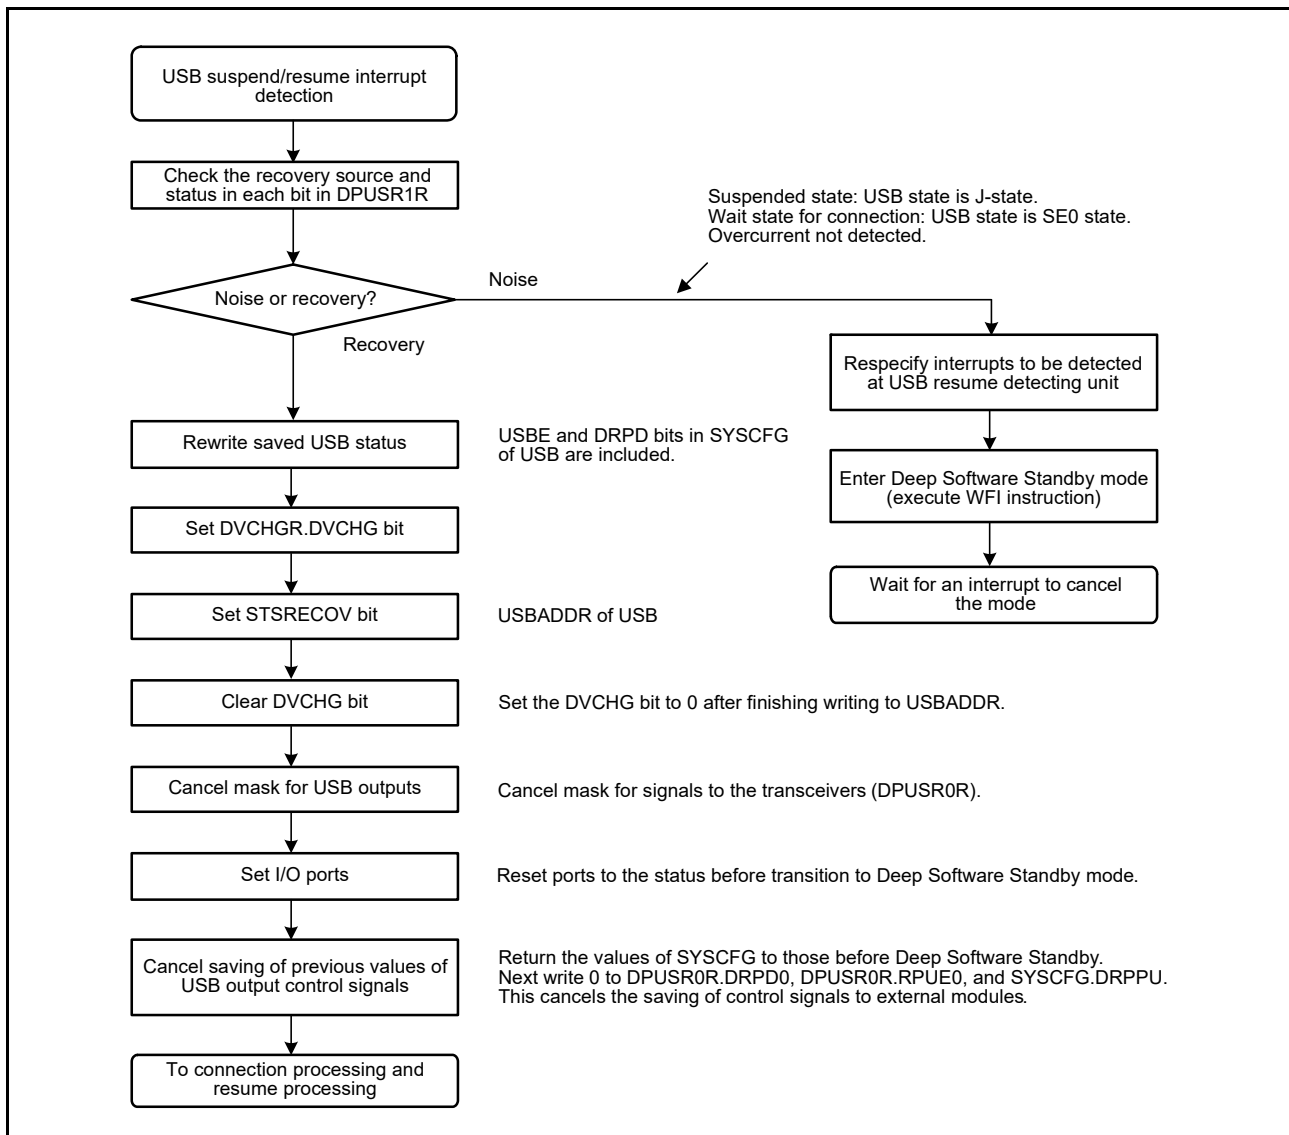 USB suspend/resume interrupt
detection
Check the recovery source and
status in each bit in DPUSR1R
Suspended state: USB state is J-state.
Wait state for connection: USB state is SE0 state.
Overcurrent not detected.
Noise or recovery?
Noise
Recovery
Respecify interrupts to be detected
at USB resume detecting unit
Enter Deep Software Standby mode
(execute WFI instruction)
Wait for an interrupt to cancel
the mode
Rewrite saved USB status
USBE and DRPD bits in SYSCFG
of USB are included.
Set DVCHGR.DVCHG bit
Set STSRECOV bit
USBADDR of USB
Clear DVCHG bit
Set the DVCHG bit to 0 after finishing writing to USBADDR.
Cancel mask for USB outputs
Cancel mask for signals to the transceivers (DPUSR0R).
Set I/O ports
Reset ports to the status before transition to Deep Software Standby mode.
Cancel saving of previous values of
USB output control signals
Return the values of SYSCFG to those before Deep Software Standby.
Next write 0 to DPUSR0R.DRPD0, DPUSR0R.RPUE0, and SYSCFG.DRPPU.
This cancels the saving of control signals to external modules.
To connection processing and
resume processing